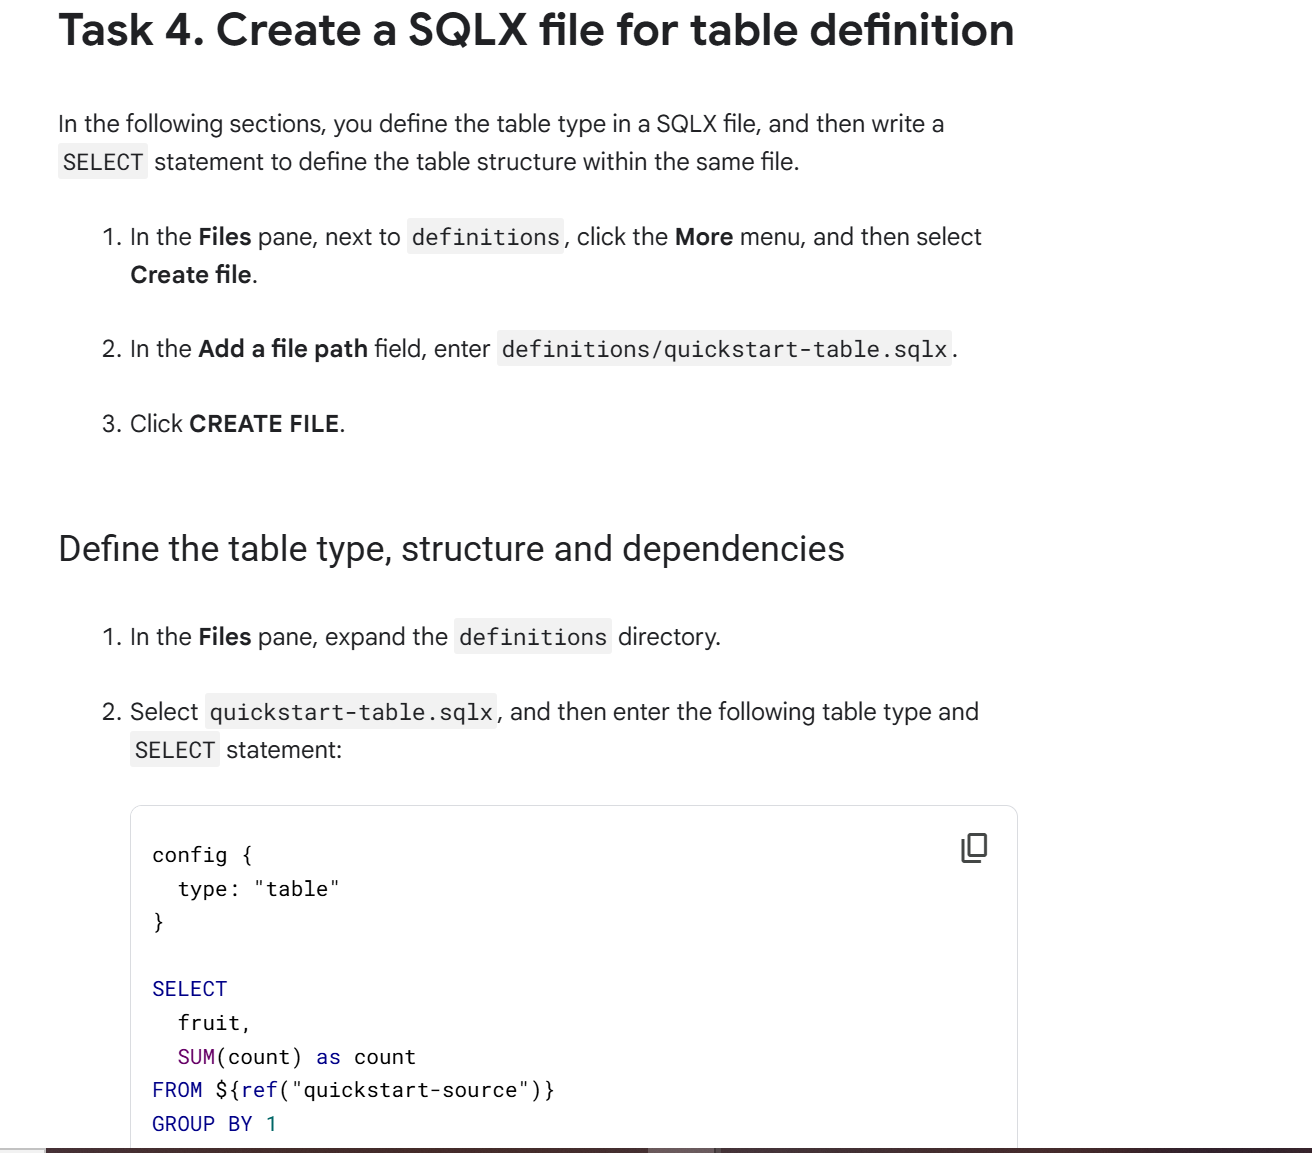 Task 4. Create a SQLX file for table definition
In the following sections, you define the table type in a SQLX file, and then write a
SELECT statement to define the table structure within the same file.
1. In the Files pane, next to definitions, click the More menu, and then select
Create file.
2. In the Add a file path field, enter definitions/quickstart-table.sqlx.
3. Click CREATE FILE.
Define the table type, structure and dependencies
1. In the Files pane, expand the definitions directory.
2. Select quickstart-table.sqlx, and then enter the following table type and
SELECT statement:
config {
  type: "table"
}
SELECT
  fruit,
  SUM(count) as count
FROM ${ref("quickstart-source")}
GROUP BY 1